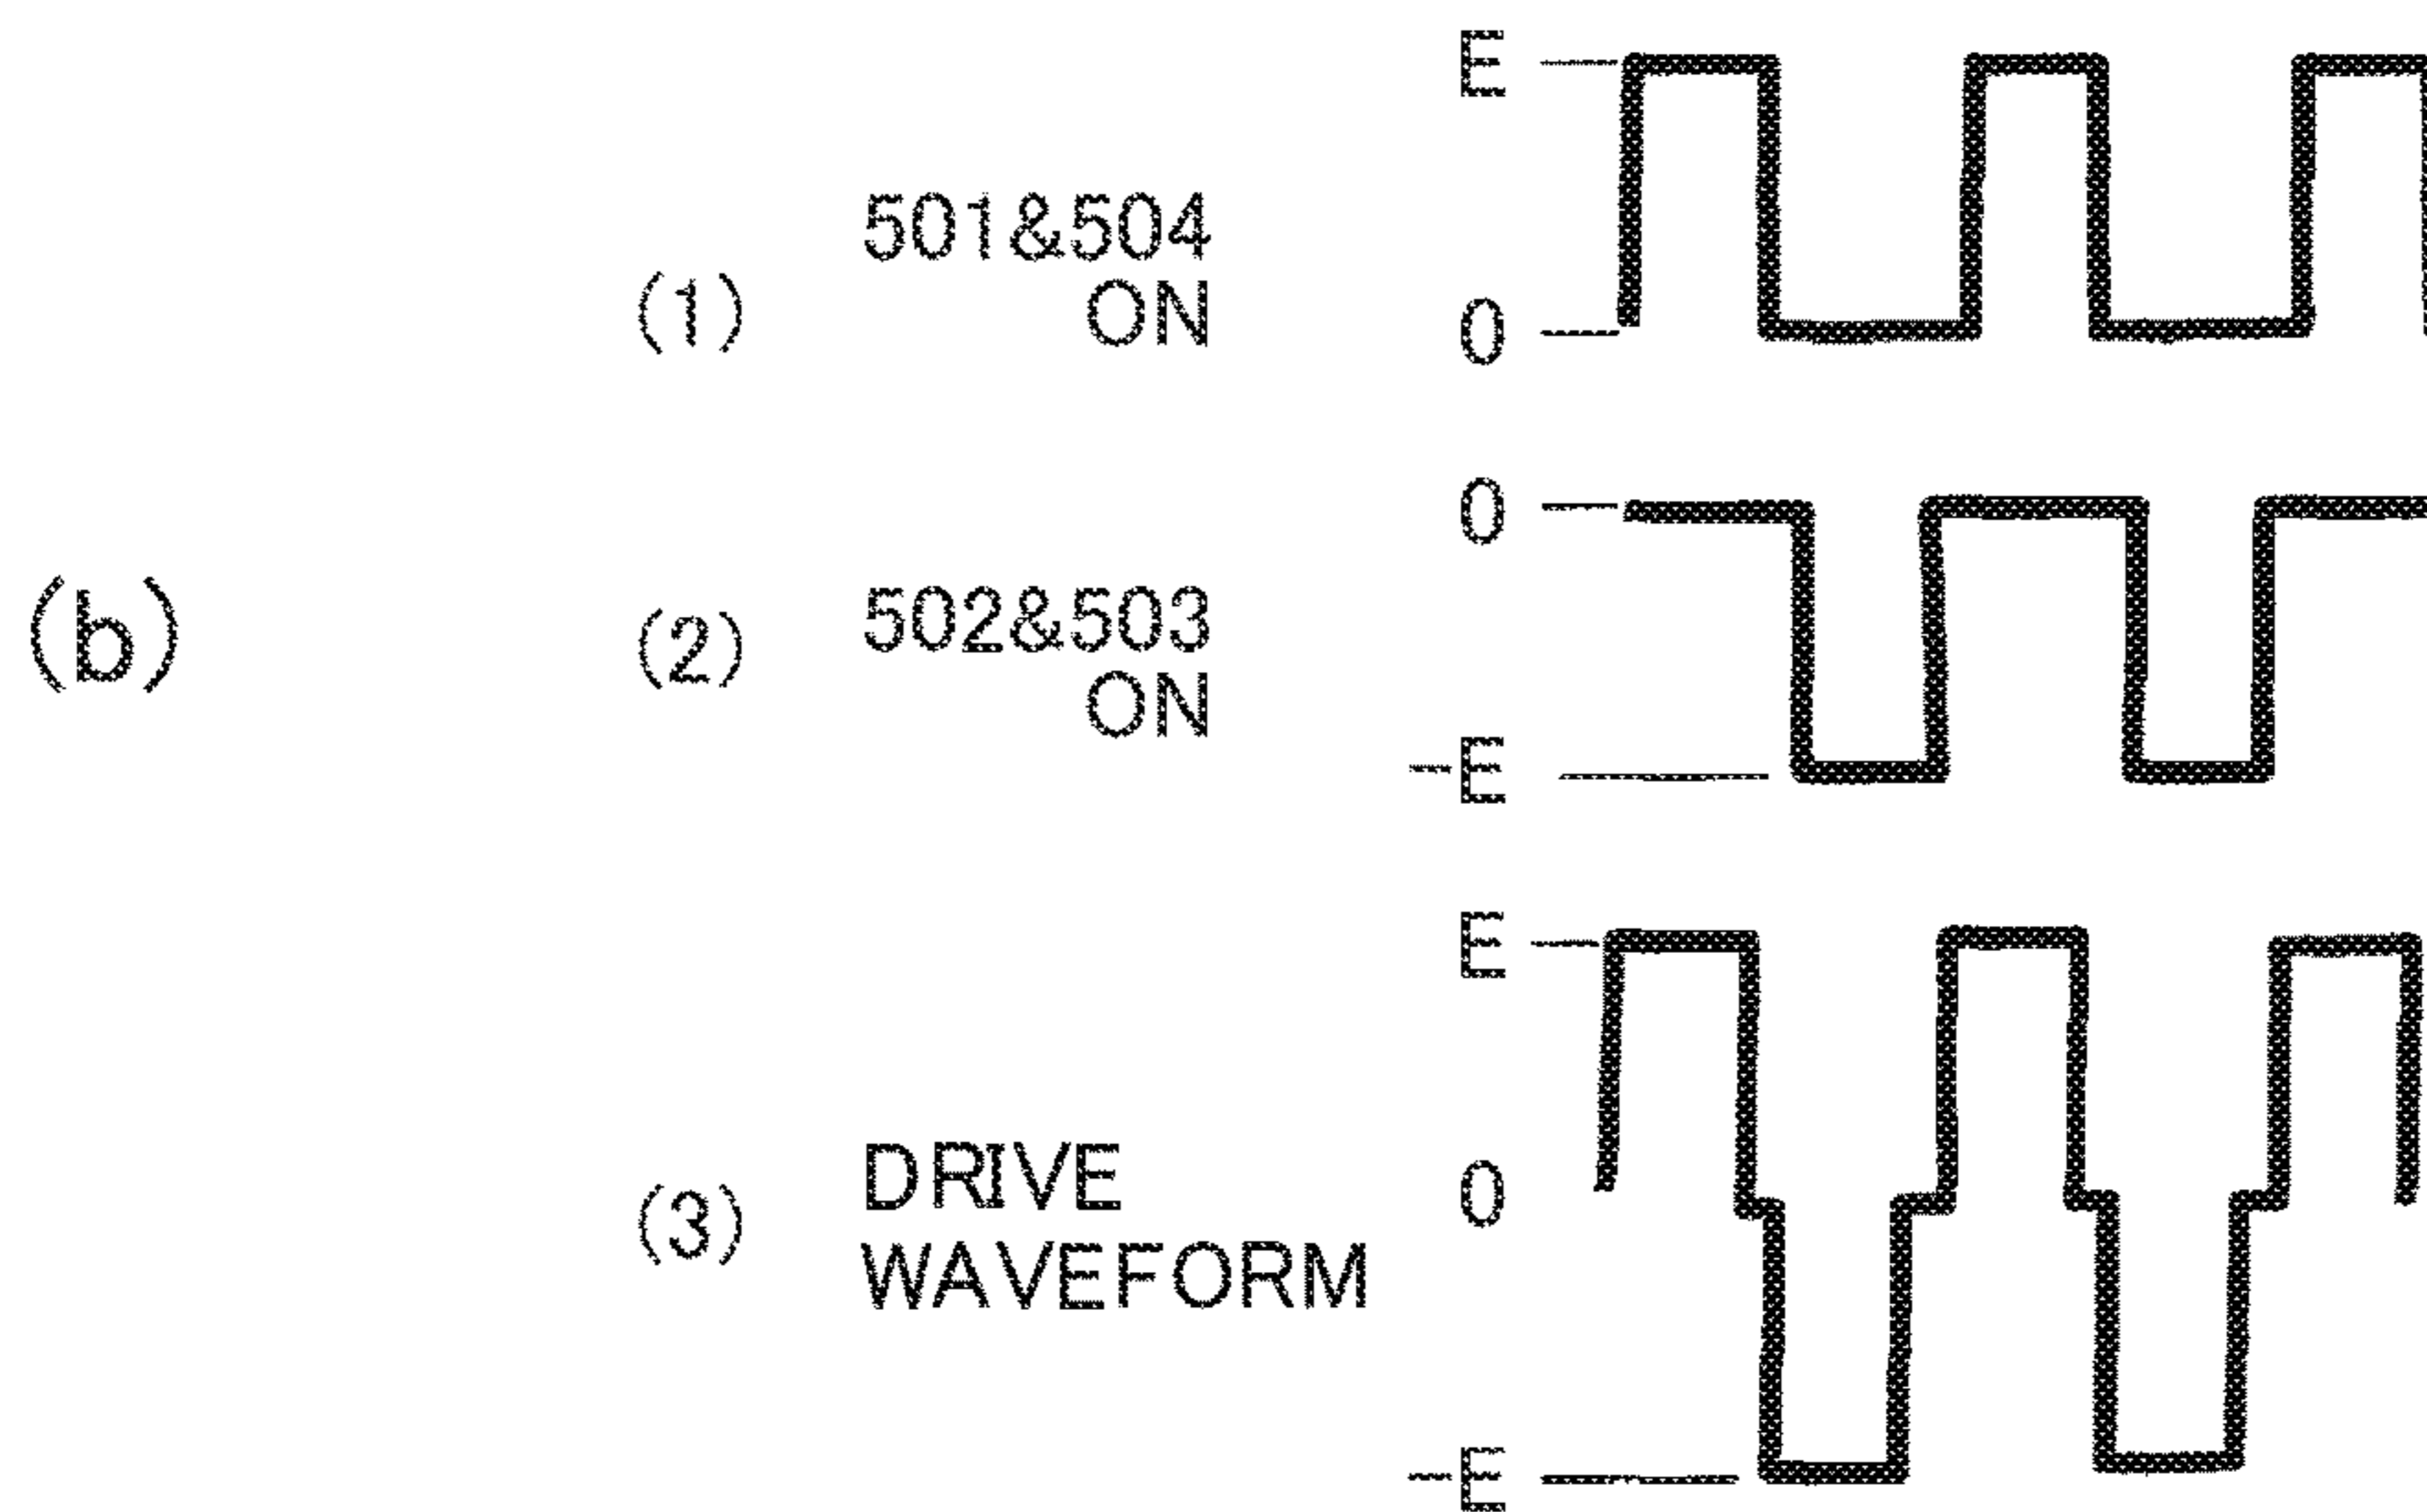 E
(1) 501&504
ON
0
0
(b)
(2) 502&503
ON
-E
E
(3) DRIVE
WAVEFORM
0
-E